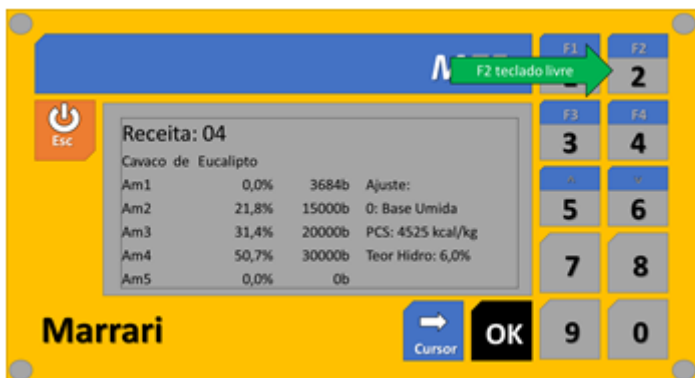 F1
F2
F2 teclado livre
2
Esc
F3
F4
3
4
Receita: 04
Cavaco de Eucalipto
Am1 0,0% 3684b Ajuste:
Am2 21,8% 15000b 0: Base Umida
Am3 31,4% 20000b PCS: 4525 kcal/kg
Am4 50,7% 30000b Teor Hidro: 6,0%
Am5 0,0% 0b
5
6
7
8
Marrari
Cursor
OK
9
0